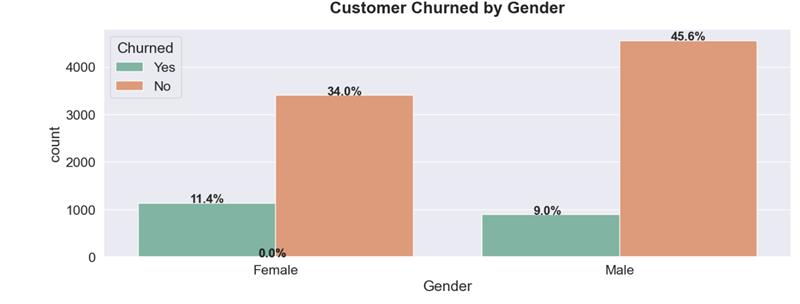 Customer Churned by Gender
Churned
Yes
No
count
4000
3000
2000
1000
0
11.4%
0.0%
34.0%
9.0%
45.6%
Female
Male
Gender